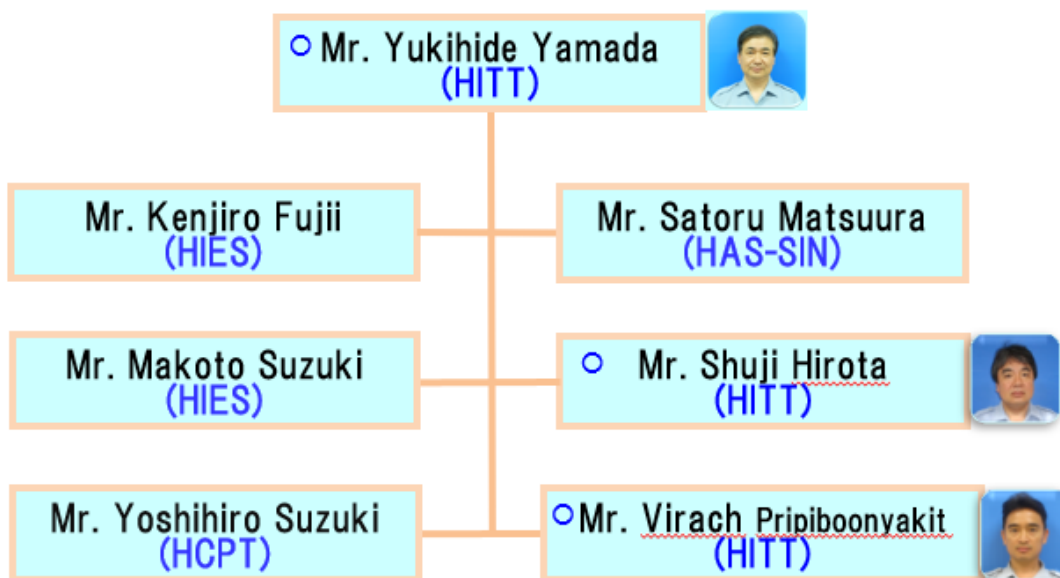 ○ Mr. Yukihide Yamada
(HITT)
Mr. Kenjiro Fujii
(HIES)
Mr. Satoru Matsuura
(HAS-SIN)
Mr. Makoto Suzuki
(HIES)
○ Mr. Shuji Hirota
(HITT)
Mr. Yoshihiro Suzuki
(HCPT)
○Mr. Virach Pripiboonyakit
(HITT)